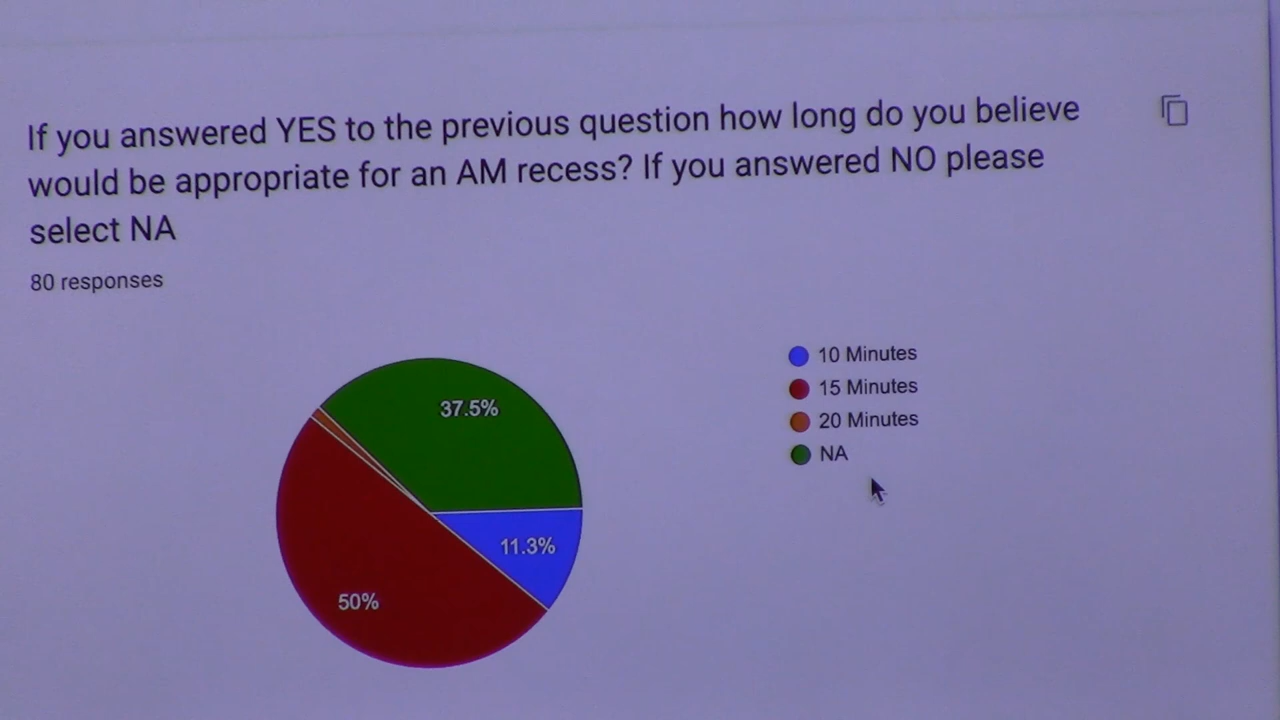 If you answered YES to the previous question how long do you believe
would be appropriate for an AM recess? If you answered NO please
select NA
80 responses
37.5%
11.3%
50%
10 Minutes
15 Minutes
20 Minutes
NA